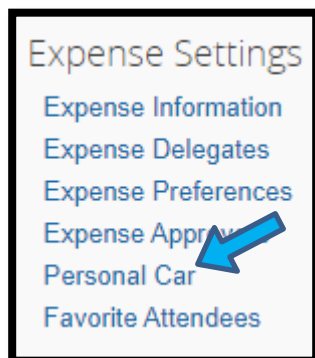 Expense Settings
Expense Information
Expense Delegates
Expense Preferences
Expense
Personal Car
Favorite Attendees